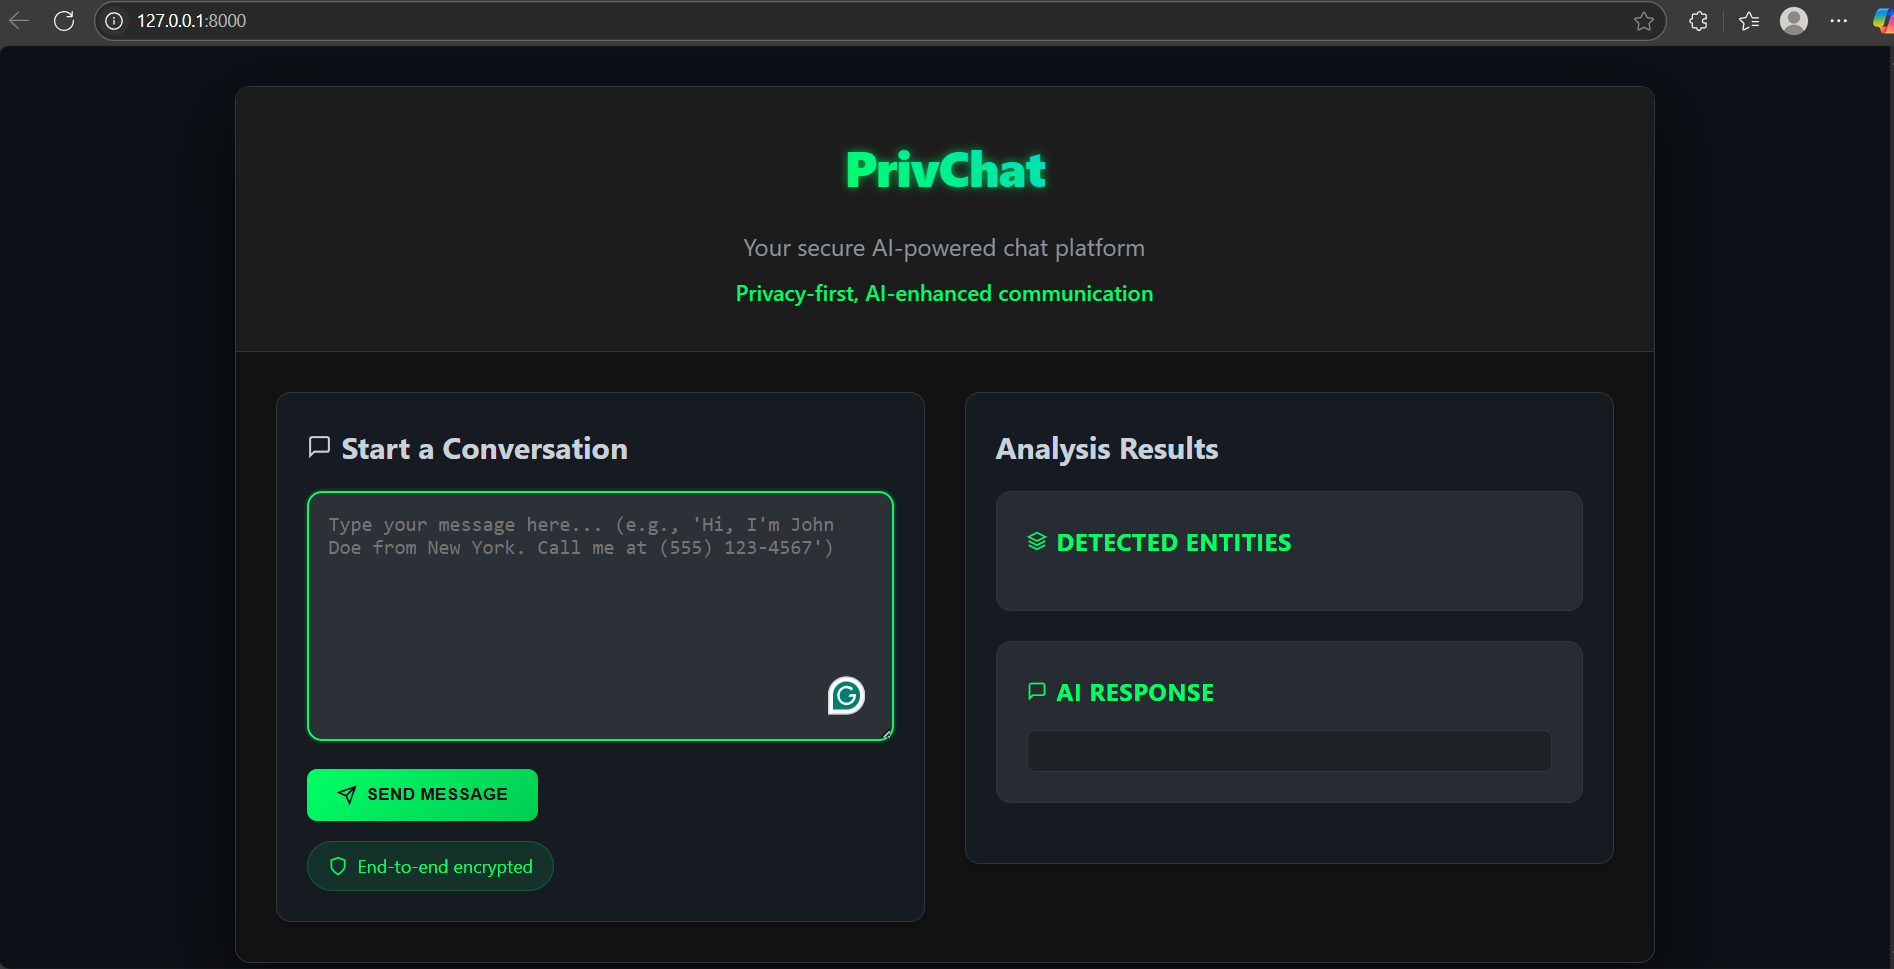 127.0.0.1:8000
PrivChat
Your secure AI-powered chat platform
Privacy-first, AI-enhanced communication
Start a Conversation
Type your message here... (e.g., 'Hi, I'm John
Doe from New York. Call me at (555) 123-4567')
SEND MESSAGE
End-to-end encrypted
Analysis Results
DETECTED ENTITIES
AI RESPONSE